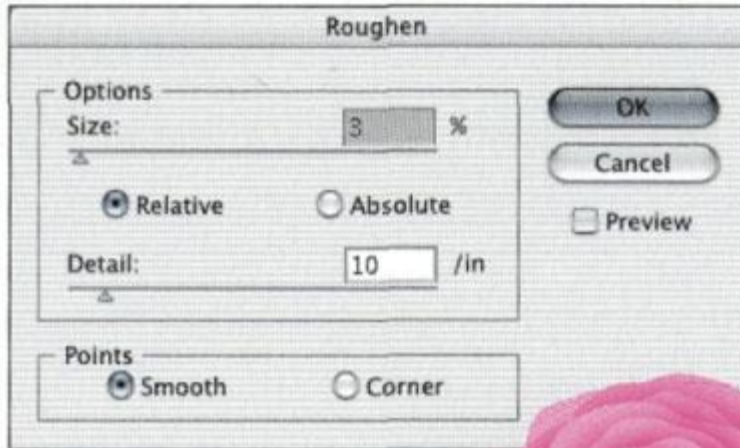 Roughen
Options
Size: 3 %
Relative Absolute
Detail: 10 /in
Points
Smooth Corner
OK
Cancel
Preview